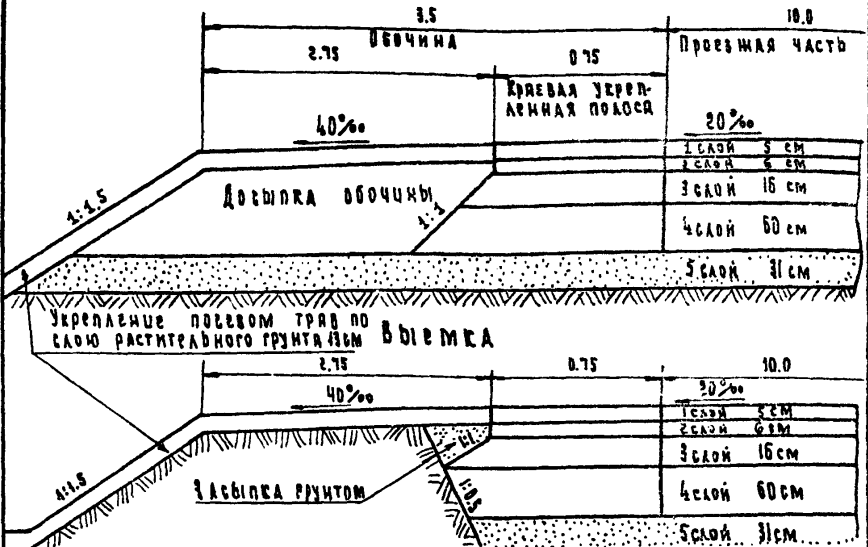 3.5
10.0
Обочина
Проезжая часть
2.75
0.75
Краевая укреп-
ленная полоса
40‰
20‰
1 слой 5 см
2 слой 6 см
1:1.5
Досыпка обочины
1:1
3 слой 16 см
4 слой 60 см
5 слой 31 см
Укрепление посевом трав по
слою растительного грунта
Выемка
2.75
0.75
10.0
40‰
1 слой 5 см
2 слой 6 см
1:1
3 слой 16 см
1:1.5
Засыпка грунтом
1:0.5
4 слой 60 см
5 слой 31 см